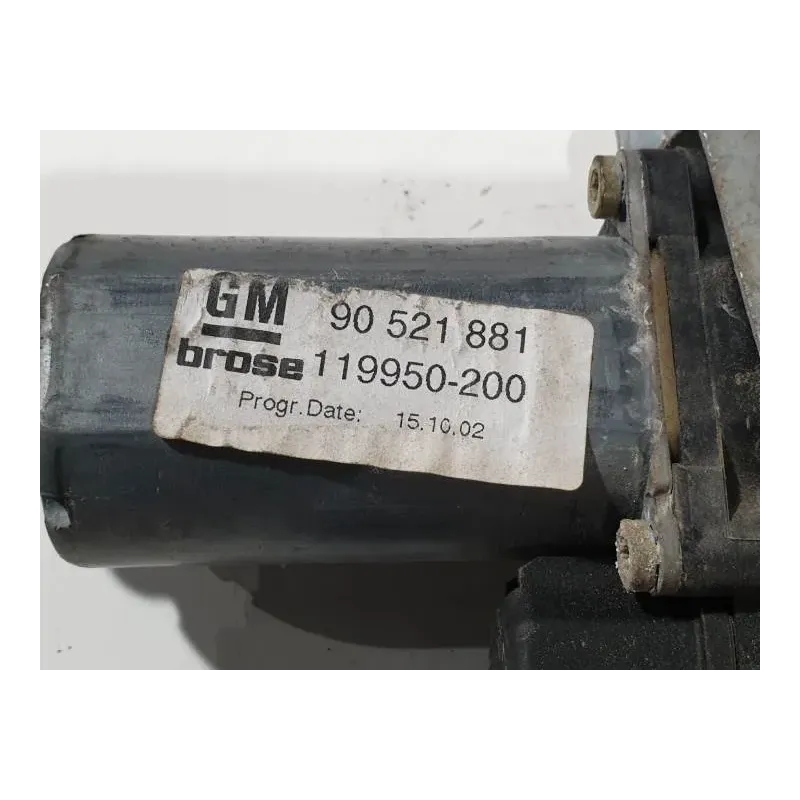 GM 90 521 881
brose 119950-200
Progr.Date: 15.10.02